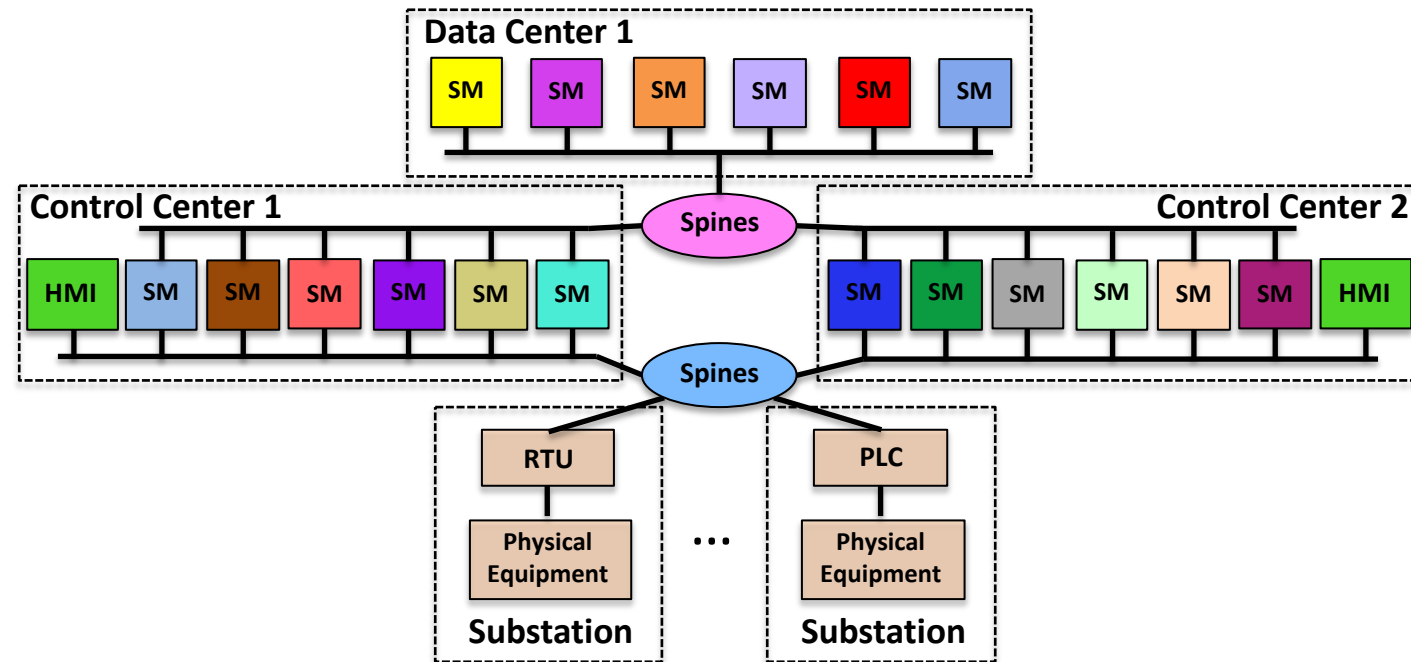 Data Center 1
SM SM SM SM SM SM
Control Center 1
Spines
Control Center 2
HMI SM SM SM SM SM SM
SM SM SM SM SM SM HMI
Spines
RTU
PLC
Physical
Equipment
...
Physical
Equipment
Substation
Substation